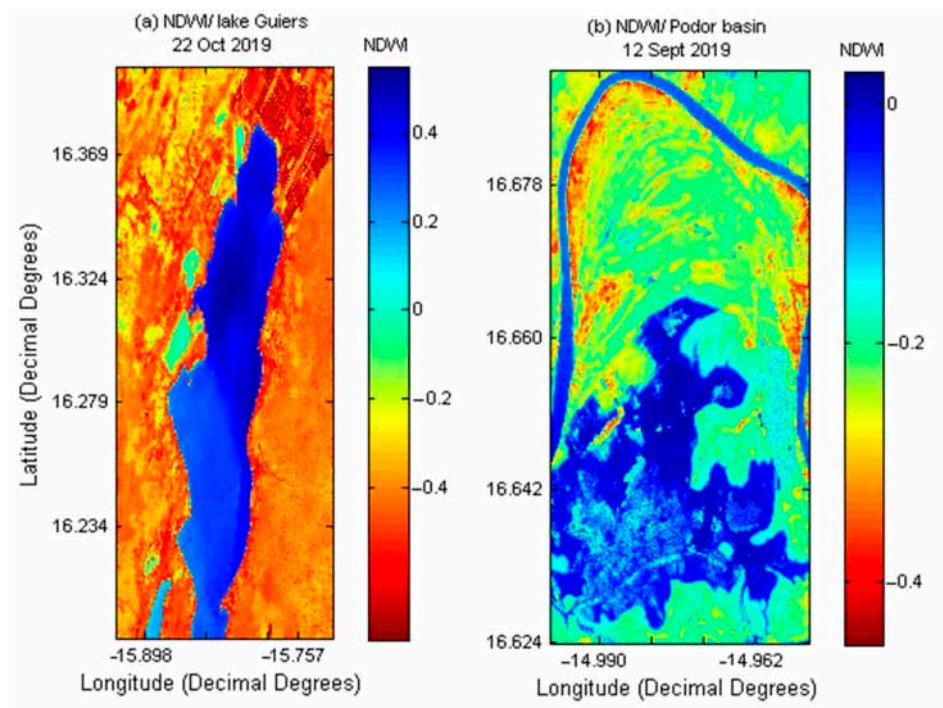 (a) NDWI/ lake Guiers
22 Oct 2019
NDWI
(b) NDWI/ Podor basin
12 Sept 2019
NDWI
Latitude (Decimal Degrees)
16.369
16.324
16.279
16.234
−15.898
−15.757
Longitude (Decimal Degrees)
0.4
0.2
0
−0.2
−0.4
16.678
16.660
16.642
16.624
−14.990
−14.962
Longitude (Decimal Degrees)
0
−0.2
−0.4